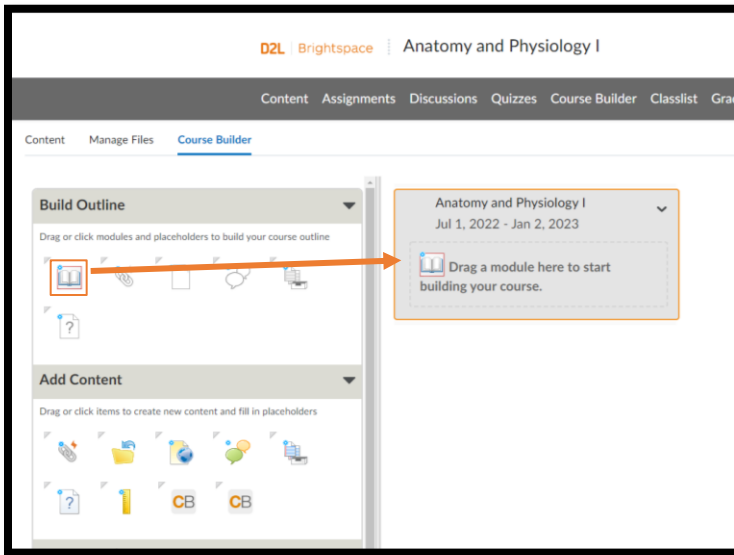 D2L Brightspace Anatomy and Physiology I
Content Assignments Discussions Quizzes Course Builder Classlist
Content Manage Files Course Builder
Build Outline
Drag or click modules and placeholders to build your course outline
?
Add Content
Drag or click items to create new content and fill in placeholders
? CB CB
Anatomy and Physiology I
Jul 1, 2022 - Jan 2, 2023
Drag a module here to start
building your course.